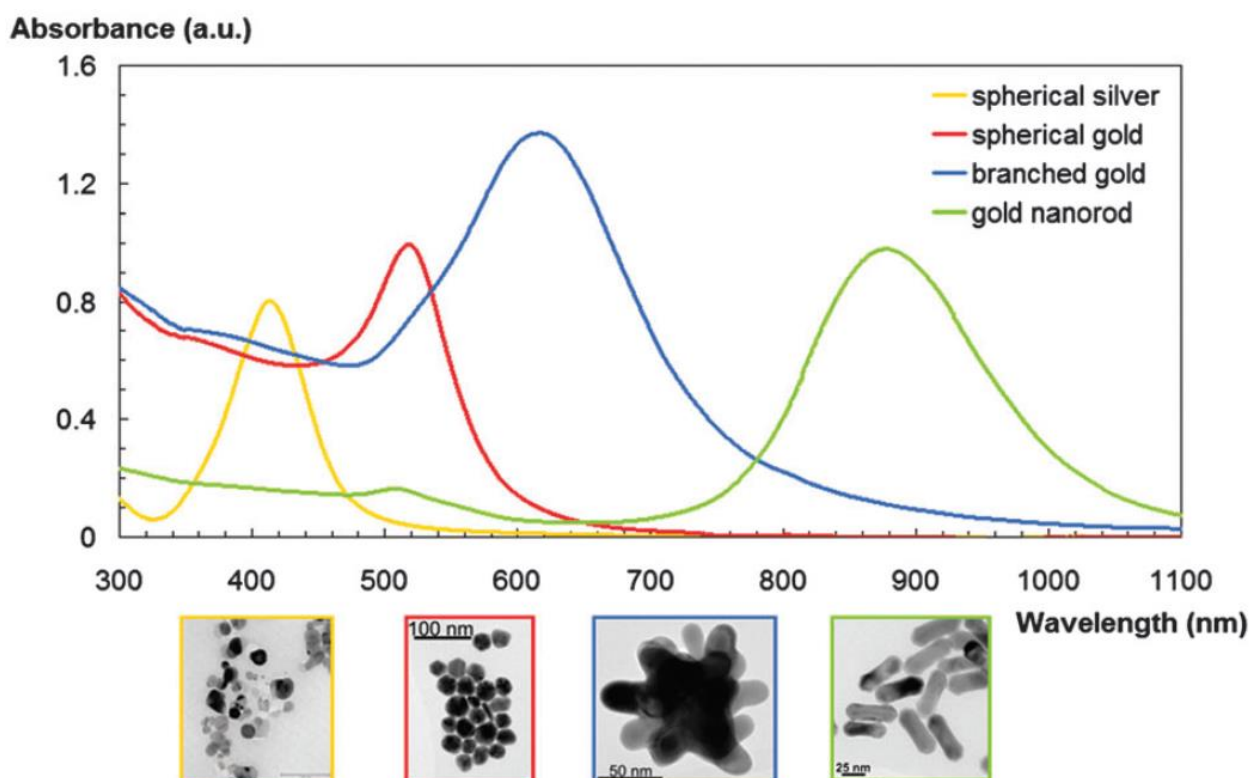 Absorbance (a.u.)
1.6
spherical silver
spherical gold
1.2
branched gold
gold nanorod
0.8
0.4
0
300 400 500 600 700 800 900 1000 1100
Wavelength (nm)
100 nm
50 nm
25 nm